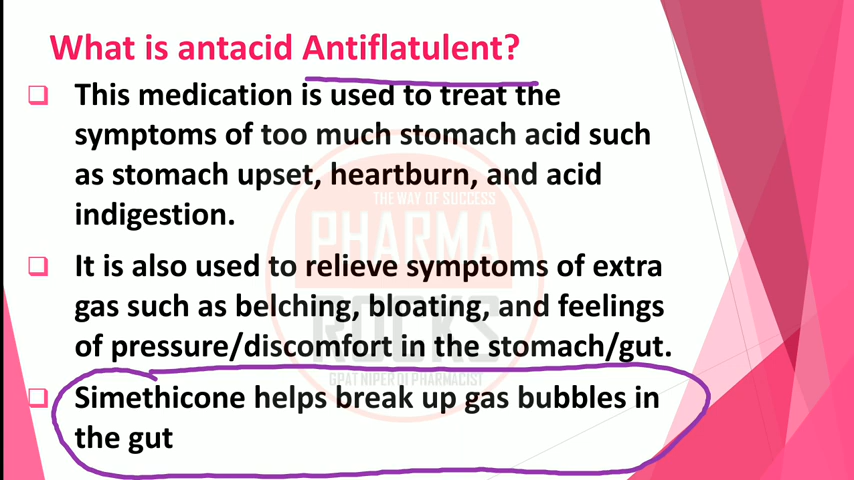 What is antacid Antiflatulent?
This medication is used to treat the
symptoms of too much stomach acid such
as stomach upset, heartburn, and acid
indigestion.
It is also used to relieve symptoms of extra
gas such as belching, bloating, and feelings
of pressure/discomfort in the stomach/gut.
Simethicone helps break up gas bubbles in
the gut
THE WAY OF SUCCESS
PHARMA
ROCKS
GPAT NIPER DI PHARMACIST